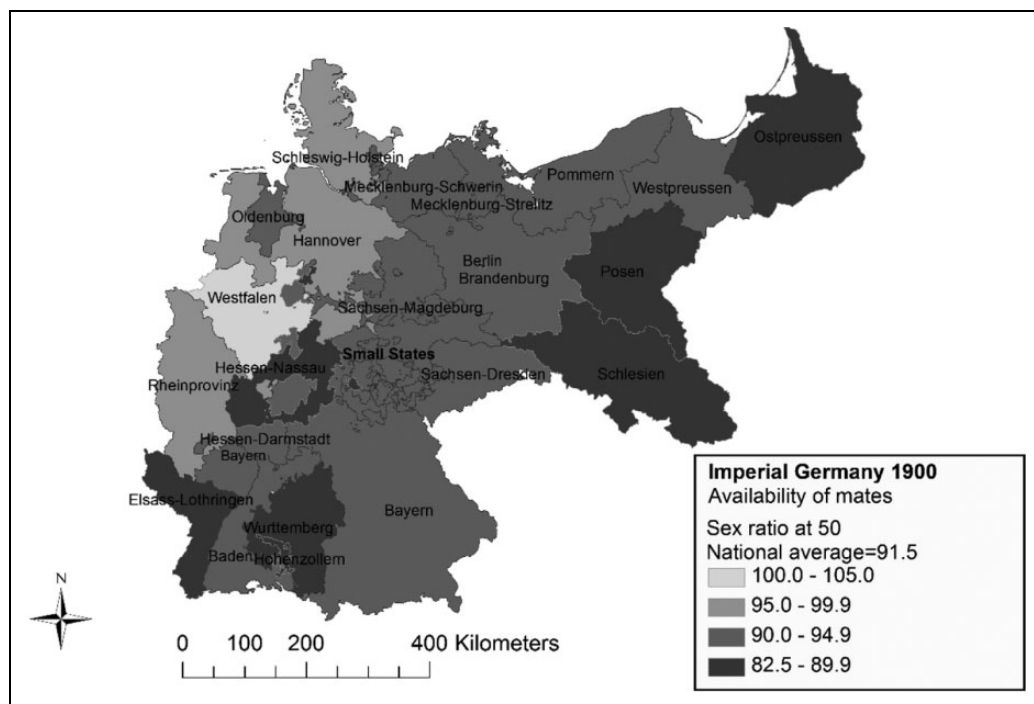 Ostpreussen
Schleswig-Holstein
Pommern
Mecklenburg-Schwerin
Westpreussen
Mecklenburg-Strelitz
Oldenburg
Hannover
Berlin
Brandenburg
Posen
Westfalen
Sachsen-Magdeburg
Small States
Hessen-Nassau
Sachsen-Dresden
Schlesien
Rheinprovinz
Hessen-Darmstadt
Bayern
Elsass-Lothringen
Bayern
Wurttemberg
Baden
Hohenzollern
N
0 100 200 400 Kilometers
Imperial Germany 1900
Availability of mates
Sex ratio at 50
National average=91.5
100.0 - 105.0
95.0 - 99.9
90.0 - 94.9
82.5 - 89.9